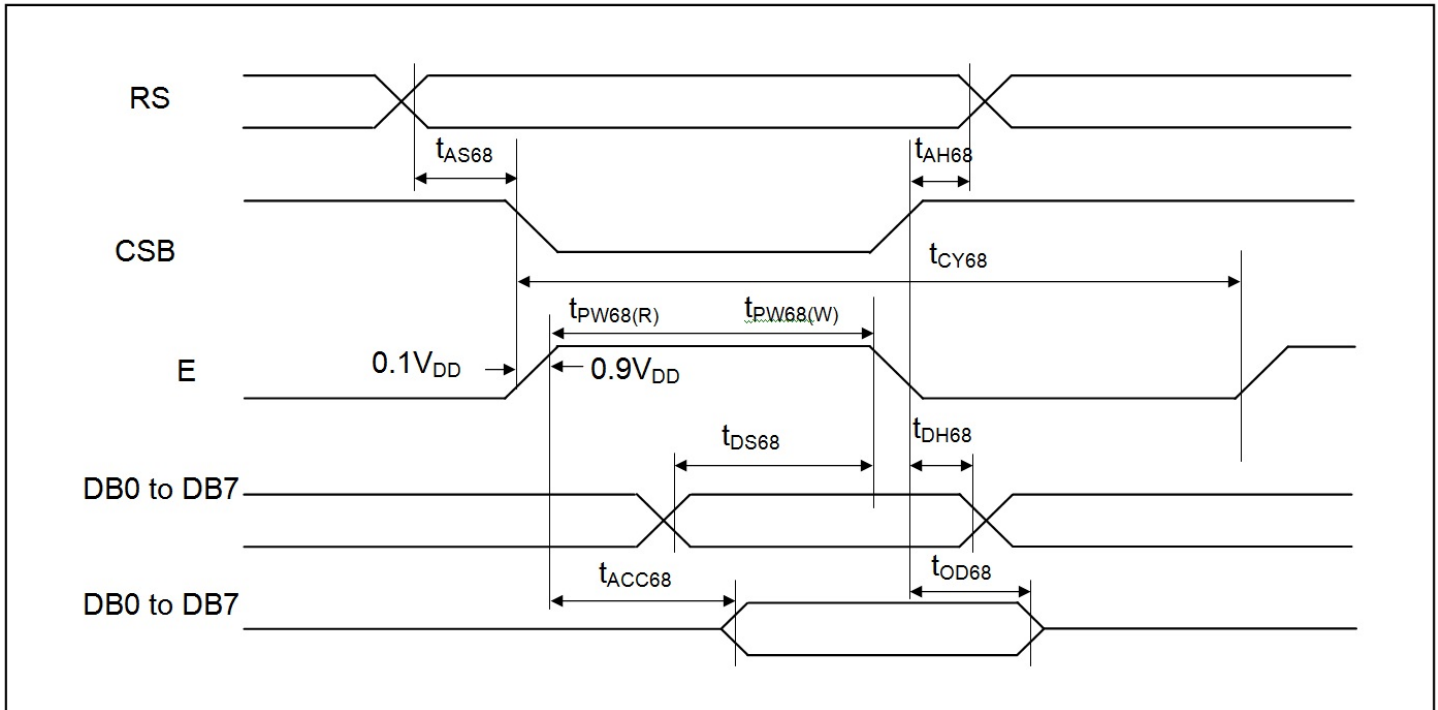 RS
tAS68
tAH68
CSB
tCY68
tPW68(R)
tPW68(W)
E
0.1VDD
0.9VDD
tDS68
tDH68
DB0 to DB7
tACC68
tOD68
DB0 to DB7